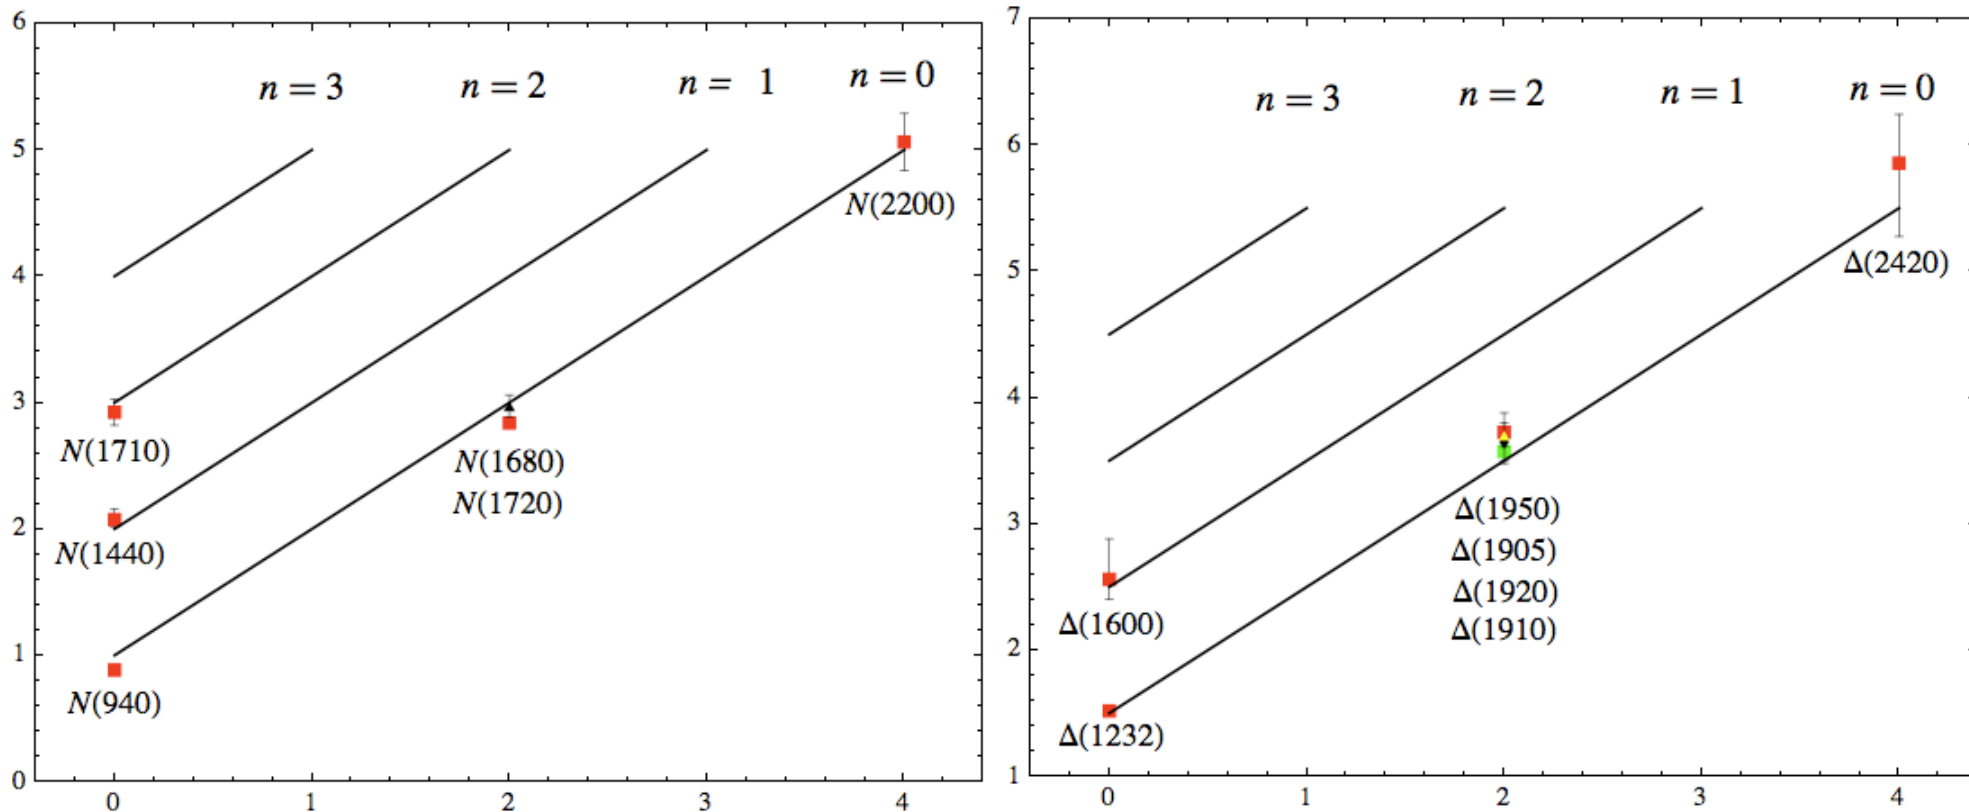 6
5
4
3
2
1
0
n = 3
n = 2
n = 1
n = 0
N(2200)
N(1710)
N(1680)
N(1720)
N(1440)
N(940)
0
1
2
3
4
7
6
5
4
3
2
1
n = 3
n = 2
n = 1
n = 0
Δ(2420)
Δ(1950)
Δ(1905)
Δ(1920)
Δ(1910)
Δ(1600)
Δ(1232)
0
1
2
3
4